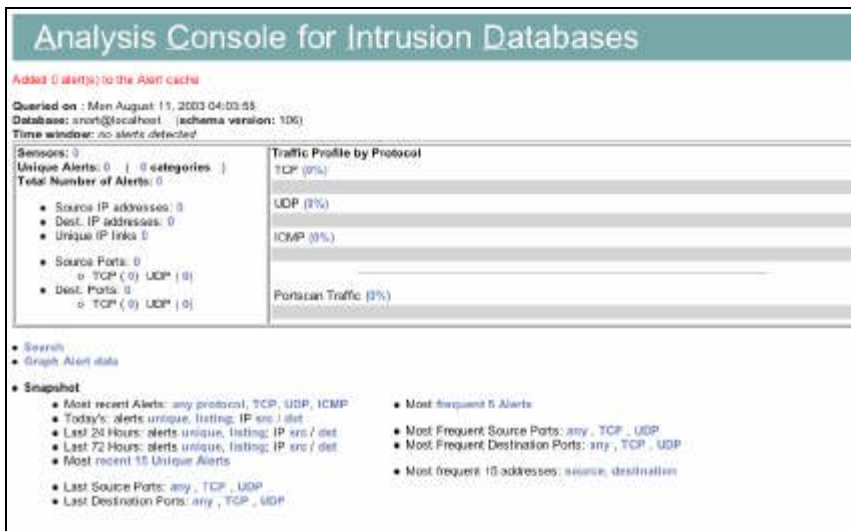 Analysis Console for Intrusion Databases
Added 0 alert(s) to the Alert cache
Queried on : Mon August 11, 2003 04:03:55
Database: snort@localhost (schema version: 106)
Time window: no alerts detected
Sensors: 0
Unique Alerts: 0 ( 0 categories )
Total Number of Alerts: 0
• Source IP addresses: 0
• Dest. IP addresses: 0
• Unique IP links 0
• Source Ports: 0
o TCP ( 0) UDP ( 0)
• Dest. Ports: 0
o TCP ( 0) UDP ( 0)
Traffic Profile by Protocol
TCP (0%)
UDP (0%)
ICMP (0%)
Portscan Traffic (0%)
• Search
• Graph Alert data
• Snapshot
• Most recent Alerts: any protocol, TCP, UDP, ICMP
• Today's: alerts unique, listing; IP src / dst
• Last 24 Hours: alerts unique, listing; IP src / dst
• Last 72 Hours: alerts unique, listing; IP src / dst
• Most recent 15 Unique Alerts
• Last Source Ports: any , TCP , UDP
• Last Destination Ports: any , TCP , UDP
• Most frequent 5 Alerts
• Most Frequent Source Ports: any , TCP , UDP
• Most Frequent Destination Ports: any , TCP , UDP
• Most frequent 15 addresses: source, destination